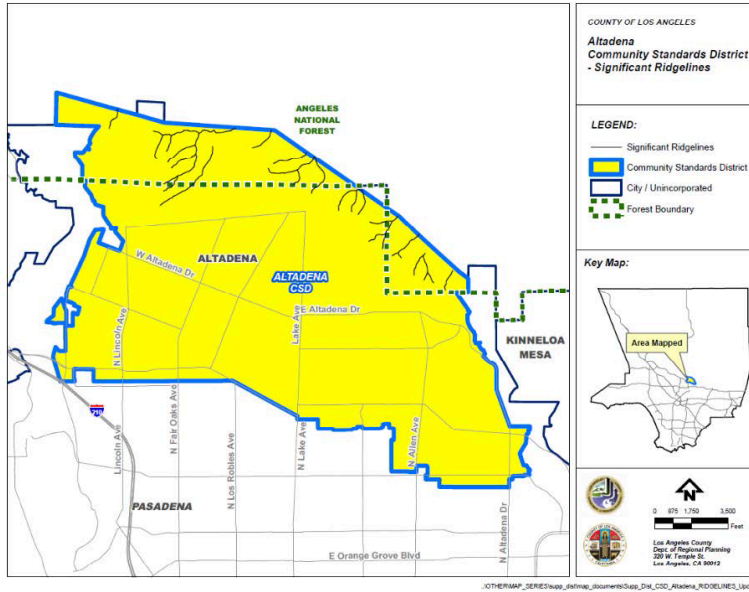 COUNTY OF LOS ANGELES
Altadena
Community Standards District
- Significant Ridgelines
LEGEND:
Significant Ridgelines
Community Standards District
City / Unincorporated
Forest Boundary
Key Map:
Area Mapped
N
0 875 1,750 3,500
Feet
Los Angeles County
Dept. of Regional Planning
320 W. Temple St.
Los Angeles, CA 90012
ANGELES
NATIONAL
FOREST
ALTADENA
W Altadena Dr
ALTADENA
CSD
E Altadena Dr
Lake Ave
N Lincoln Ave
KINNELOA
MESA
210
Lincoln Ave
N Fair Oaks Ave
N Los Robles Ave
N Lake Ave
N Allen Ave
PASADENA
N Altadena Dr
E Orange Grove Blvd